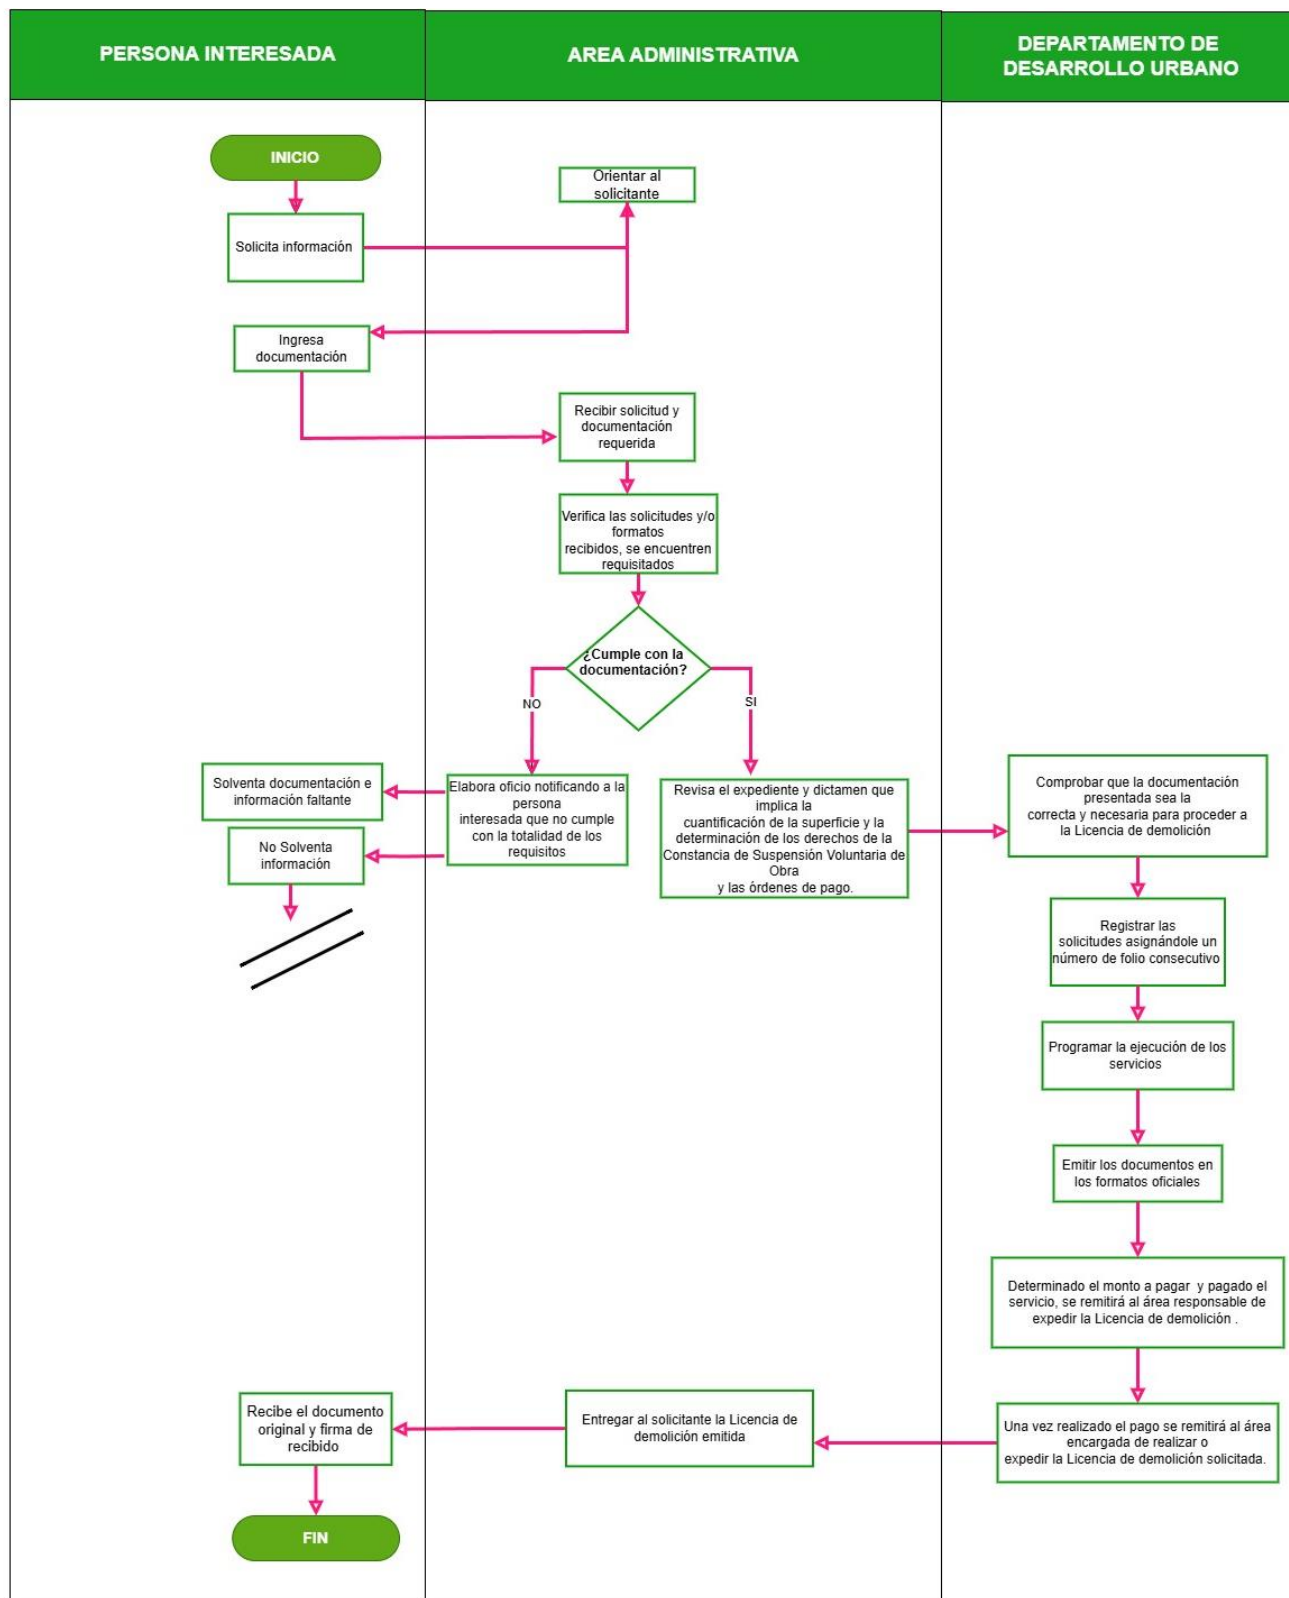 PERSONA INTERESADA
AREA ADMINISTRATIVA
DEPARTAMENTO DE
DESARROLLO URBANO
INICIO
Orientar al
solicitante
Solicita información
Ingresa
documentación
Recibir solicitud y
documentación
requerida
Verifica las solicitudes y/o
formatos
recibidos, se encuentren
requisitados
¿Cumple con la
documentación?
NO
SI
Solventa documentación e
información faltante
No Solventa
información
Elabora oficio notificando a la
persona
interesada que no cumple
con la totalidad de los
requisitos
Revisa el expediente y dictamen que
implica la
cuantificación de la superficie y la
determinación de los derechos de la
Constancia de Suspensión Voluntaria de
Obra
y las órdenes de pago.
Comprobar que la documentación
presentada sea la
correcta y necesaria para proceder a
la Licencia de demolición
Registrar las
solicitudes asignándole un
número de folio consecutivo
Programar la ejecución de los
servicios
Emitir los documentos en
los formatos oficiales
Determinado el monto a pagar y pagado el
servicio, se remitirá al área responsable de
expedir la Licencia de demolición .
Una vez realizado el pago se remitirá al área
encargada de realizar o
expedir la Licencia de demolición solicitada.
Entregar al solicitante la Licencia de
demolición emitida
Recibe el documento
original y firma de
recibido
FIN